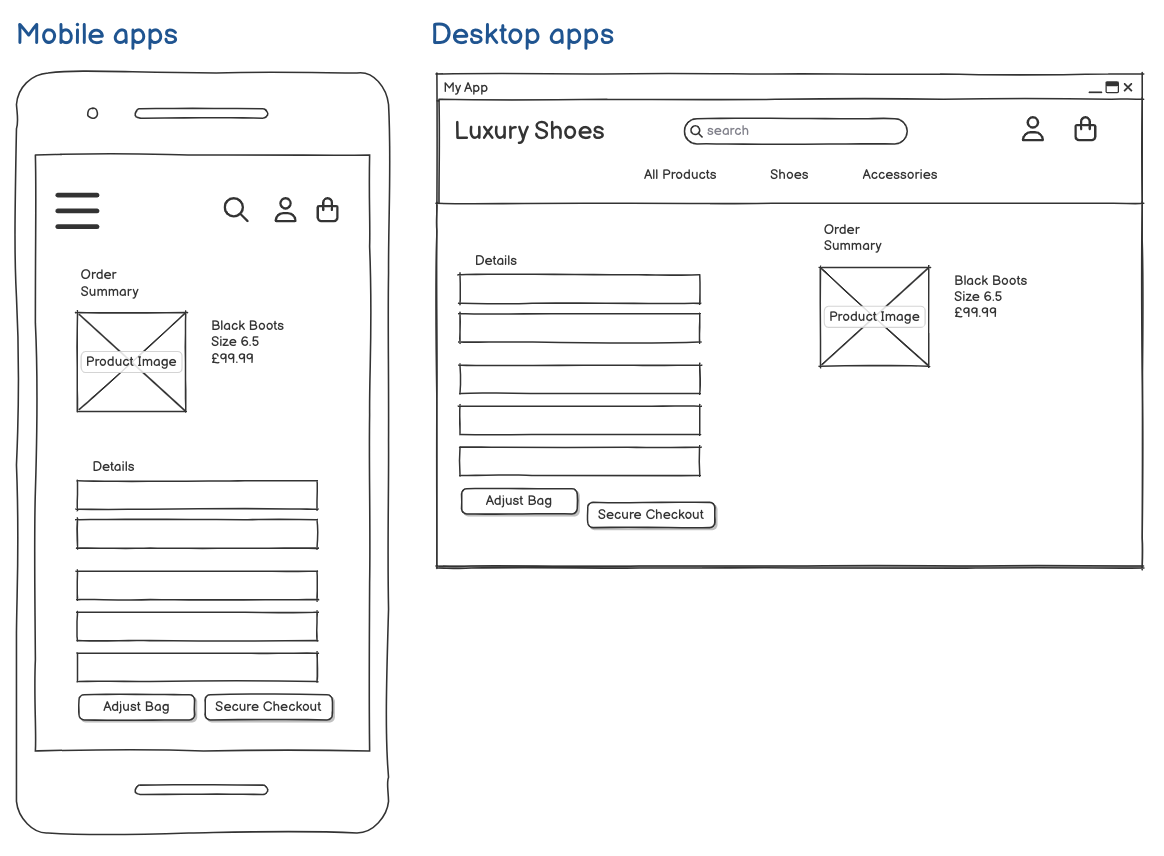 Mobile apps
Order
Summary
Product Image
Black Boots
Size 6.5
£99.99
Details
Adjust Bag
Secure Checkout
Desktop apps
My App
Luxury Shoes
search
All Products
Shoes
Accessories
Details
Adjust Bag
Secure Checkout
Order
Summary
Product Image
Black Boots
Size 6.5
£99.99